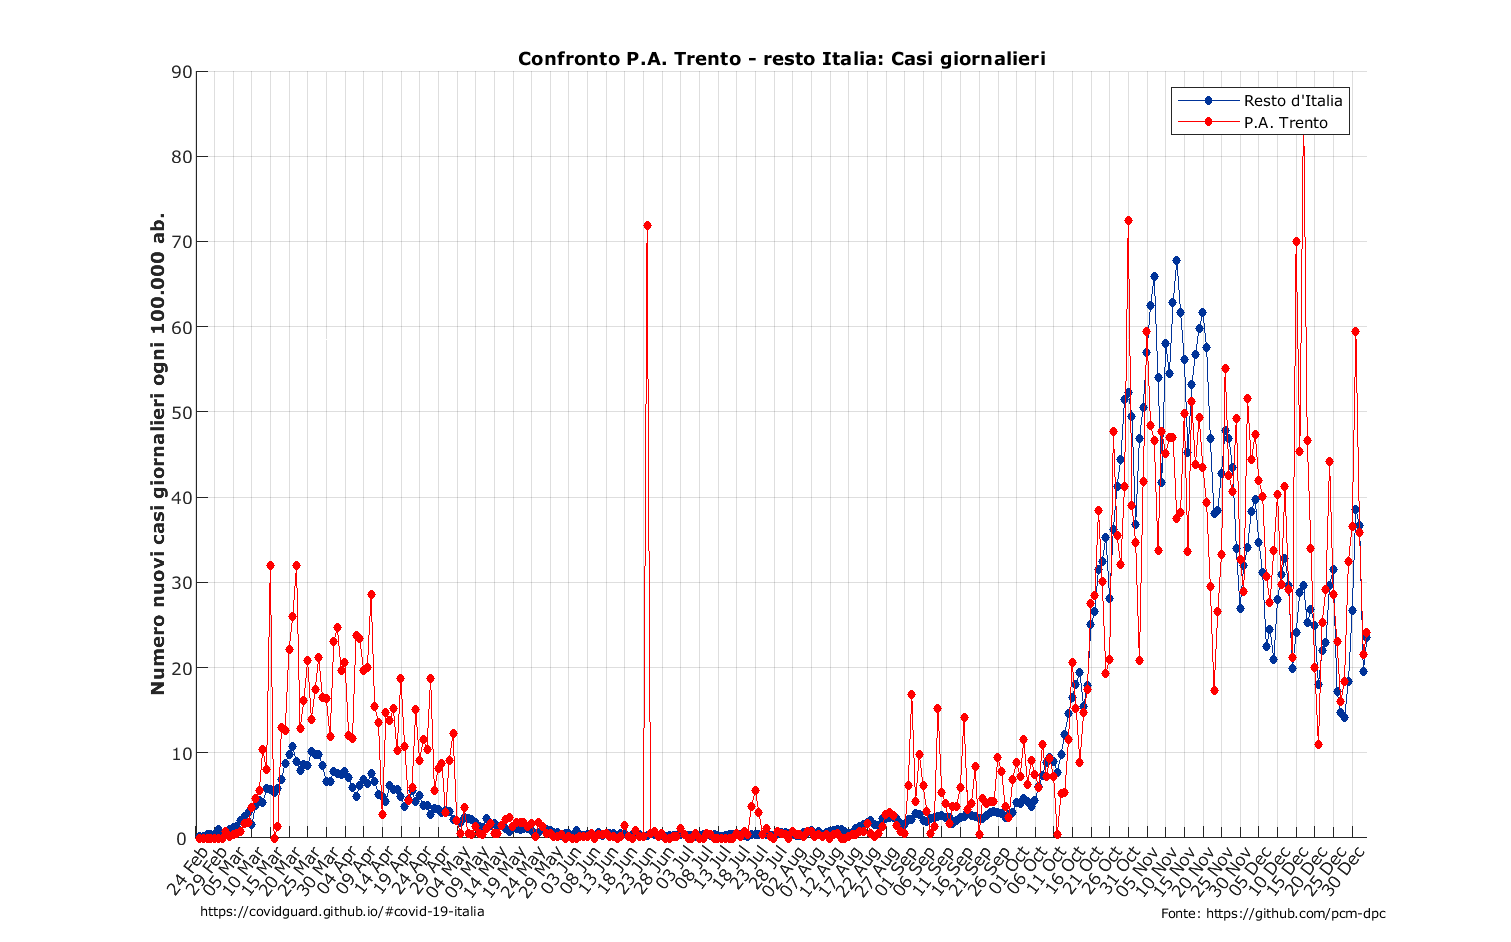 Confronto P.A. Trento - resto Italia: Casi giornalieri
Numero nuovi casi giornalieri ogni 100.000 ab.
90
80
70
60
50
40
30
20
10
0
Resto d'Italia
P.A. Trento
24 Feb
29 Feb
05 Mar
10 Mar
15 Mar
20 Mar
25 Mar
30 Mar
04 Apr
09 Apr
14 Apr
19 Apr
24 Apr
29 Apr
04 May
09 May
14 May
19 May
24 May
29 May
03 Jun
08 Jun
13 Jun
18 Jun
23 Jun
28 Jun
03 Jul
08 Jul
13 Jul
18 Jul
23 Jul
28 Jul
02 Aug
07 Aug
12 Aug
17 Aug
22 Aug
27 Aug
01 Sep
06 Sep
11 Sep
16 Sep
21 Sep
26 Sep
01 Oct
06 Oct
11 Oct
16 Oct
21 Oct
26 Oct
31 Oct
05 Nov
10 Nov
15 Nov
20 Nov
25 Nov
30 Nov
05 Dec
10 Dec
15 Dec
20 Dec
25 Dec
30 Dec
https://covidguard.github.io/#covid-19-italia
Fonte: https://github.com/pcm-dpc